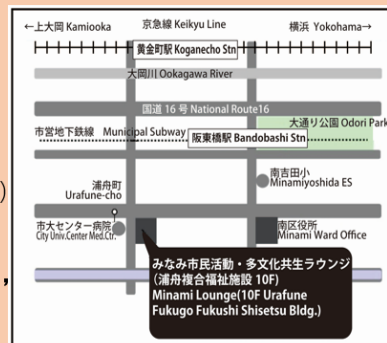 ←上大岡 Kamiooka　京急線 Keikyu Line　横浜 Yokohama→
黄金町駅 Koganecho Stn
大岡川 Ookagawa River
国道 16 号 National Route16
大通り公園 Odori Park
市営地下鉄線 Municipal Subway
阪東橋駅 Bandobashi Stn
浦舟町
Urafune-cho
南吉田小
Minamiyoshida ES
)
市大センター病院
City Univ.Center Med.Ctr.
南区役所
Minami Ward Office
みなみ市民活動・多文化共生ラウンジ
(浦舟複合福祉施設 10F)
Minami Lounge(10F Urafune
Fukugo Fukushi Shisetsu Bldg.)
,